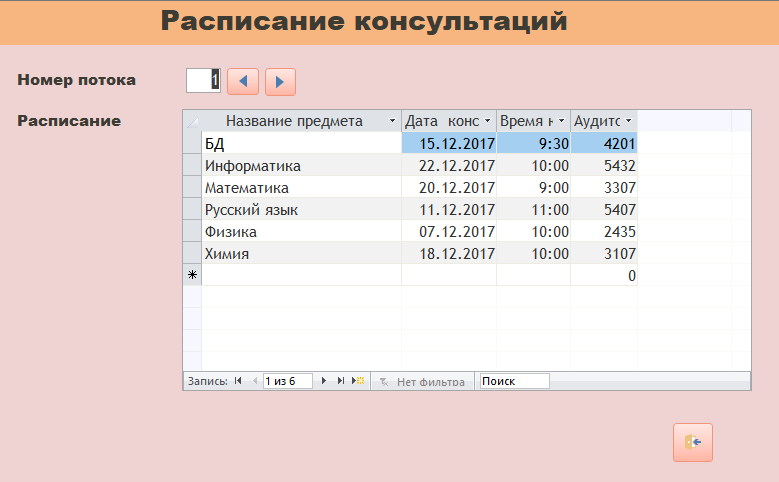 Расписание консультаций
Номер потока 1
Расписание
Название предмета Дата конс Время к Аудито
БД 15.12.2017 9:30 4201
Информатика 22.12.2017 10:00 5432
Математика 20.12.2017 9:00 3307
Русский язык 11.12.2017 11:00 5407
Физика 07.12.2017 10:00 2435
Химия 18.12.2017 10:00 3107
* 0
Запись: 1 из 6 Нет фильтра Поиск